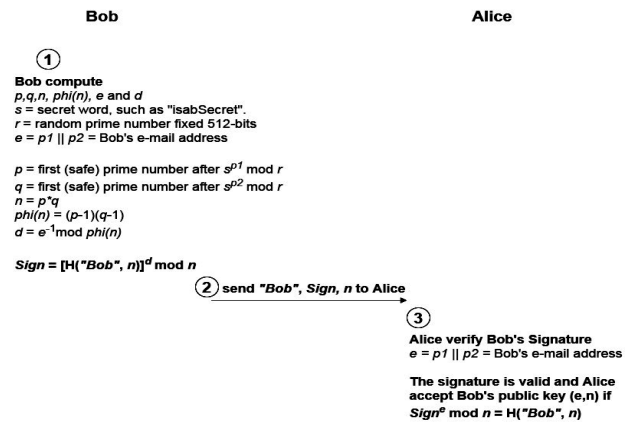 Bob
Alice
1
Bob compute
p,q,n, phi(n), e and d
s = secret word, such as "isabSecret".
r = random prime number fixed 512-bits
e = p1 || p2 = Bob's e-mail address
p = first (safe) prime number after s^p1 mod r
q = first (safe) prime number after s^p2 mod r
n = p*q
phi(n) = (p-1)(q-1)
d = e^-1 mod phi(n)
Sign = [H("Bob", n)]^d mod n
2 send "Bob", Sign, n to Alice
3
Alice verify Bob's Signature
e = p1 || p2 = Bob's e-mail address
The signature is valid and Alice
accept Bob's public key (e,n) if
Sign^e mod n = H("Bob", n)